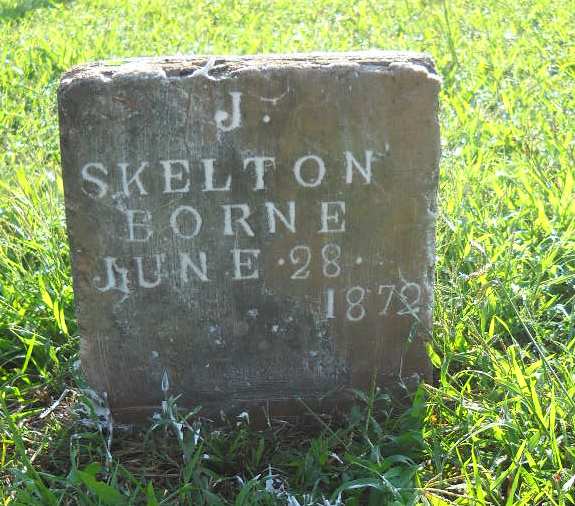 J.
SKELTON
BORNE
JUNE·28·
1872